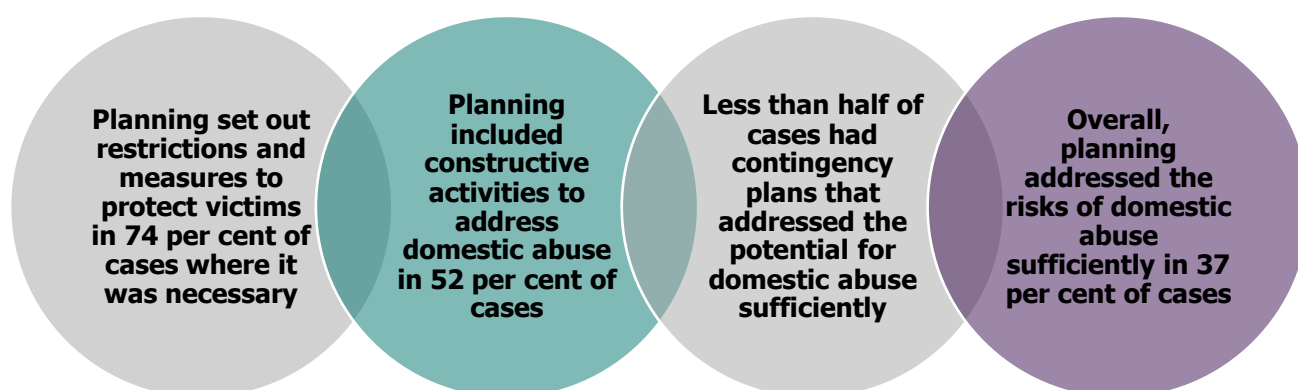 Planning set out
restrictions and
measures to
protect victims
in 74 per cent of
cases where it
was necessary
Planning
included
constructive
activities to
address
domestic abuse
in 52 per cent of
cases
Less than half of
cases had
contingency
plans that
addressed the
potential for
domestic abuse
sufficiently
Overall,
planning
addressed the
risks of domestic
abuse
sufficiently in 37
per cent of cases